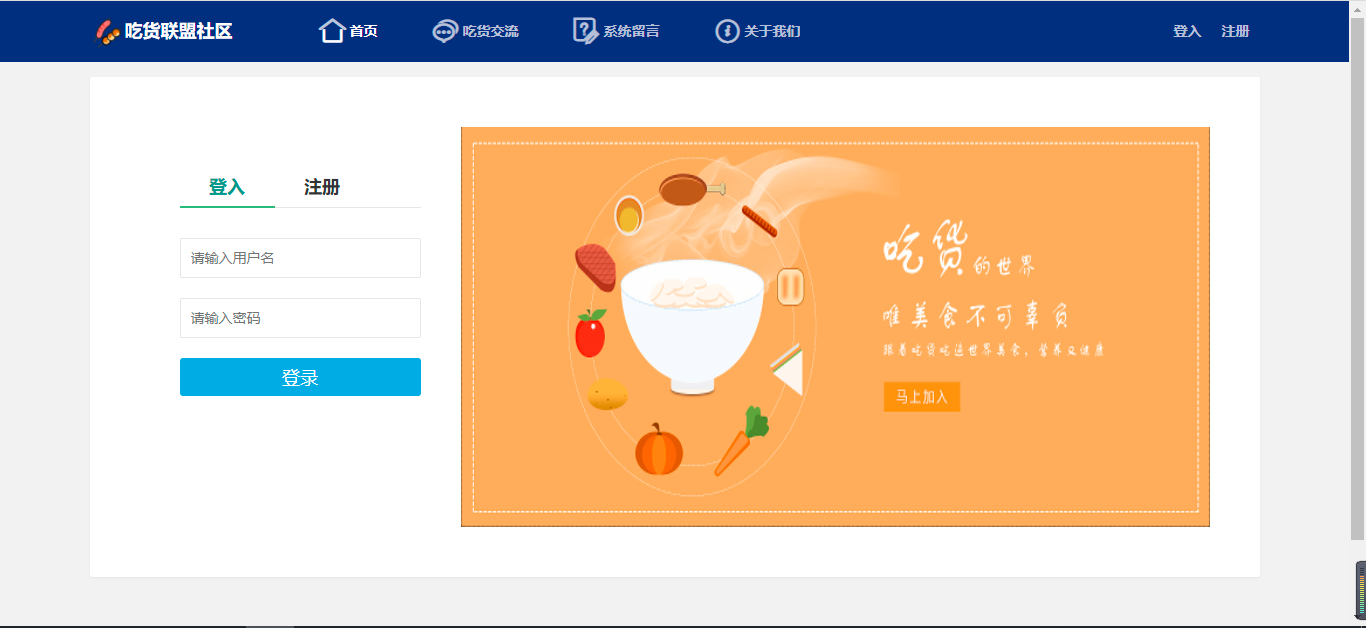 吃货联盟社区 首页 吃货交流 系统留言 关于我们 登入 注册
登入 注册
请输入用户名
请输入密码
登录
吃货的世界
唯美食不可辜负
跟着吃货吃遍世界美食，营养又健康
马上加入